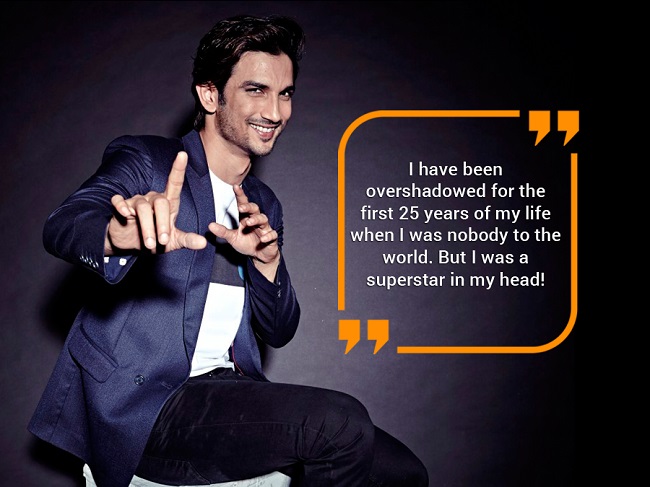 I have been
overshadowed for the
first 25 years of my life
when I was nobody to the
world. But I was a
superstar in my head!